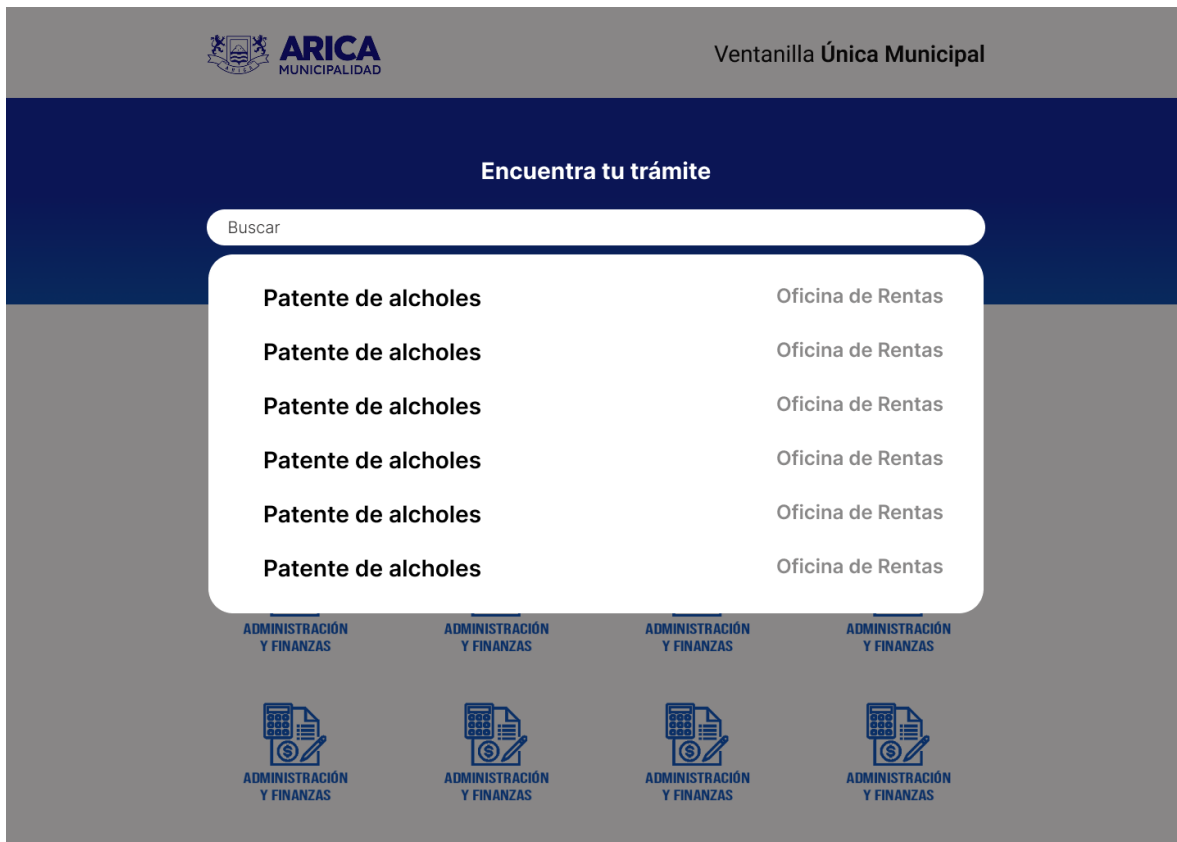 ARICA
MUNICIPALIDAD
Ventanilla Única Municipal
Encuentra tu trámite
Buscar
Patente de alcholes Oficina de Rentas
Patente de alcholes Oficina de Rentas
Patente de alcholes Oficina de Rentas
Patente de alcholes Oficina de Rentas
Patente de alcholes Oficina de Rentas
Patente de alcholes Oficina de Rentas
ADMINISTRACIÓN ADMINISTRACIÓN ADMINISTRACIÓN ADMINISTRACIÓN
Y FINANZAS Y FINANZAS Y FINANZAS Y FINANZAS
ADMINISTRACIÓN ADMINISTRACIÓN ADMINISTRACIÓN ADMINISTRACIÓN
Y FINANZAS Y FINANZAS Y FINANZAS Y FINANZAS